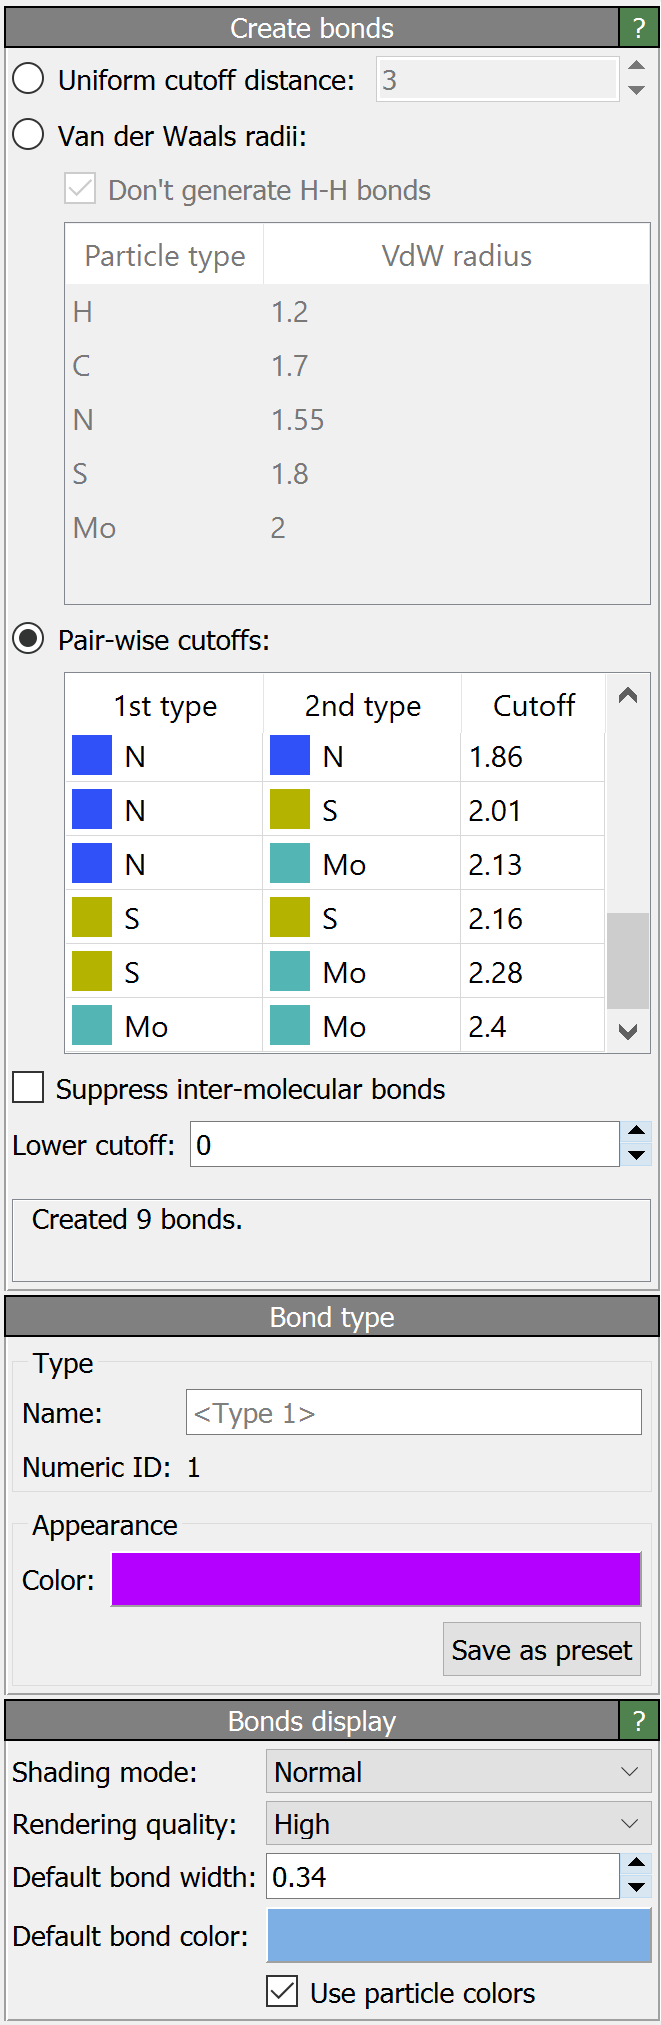 Create bonds ?
Uniform cutoff distance: 3
Van der Waals radii:
Don't generate H-H bonds
Particle type VdW radius
H 1.2
C 1.7
N 1.55
S 1.8
Mo 2
Pair-wise cutoffs:
1st type 2nd type Cutoff
N N 1.86
N S 2.01
N Mo 2.13
S S 2.16
S Mo 2.28
Mo Mo 2.4
Suppress inter-molecular bonds
Lower cutoff: 0
Created 9 bonds.
Bond type
Type
Name: <Type 1>
Numeric ID: 1
Appearance
Color:
Save as preset
Bonds display ?
Shading mode: Normal
Rendering quality: High
Default bond width: 0.34
Default bond color:
Use particle colors